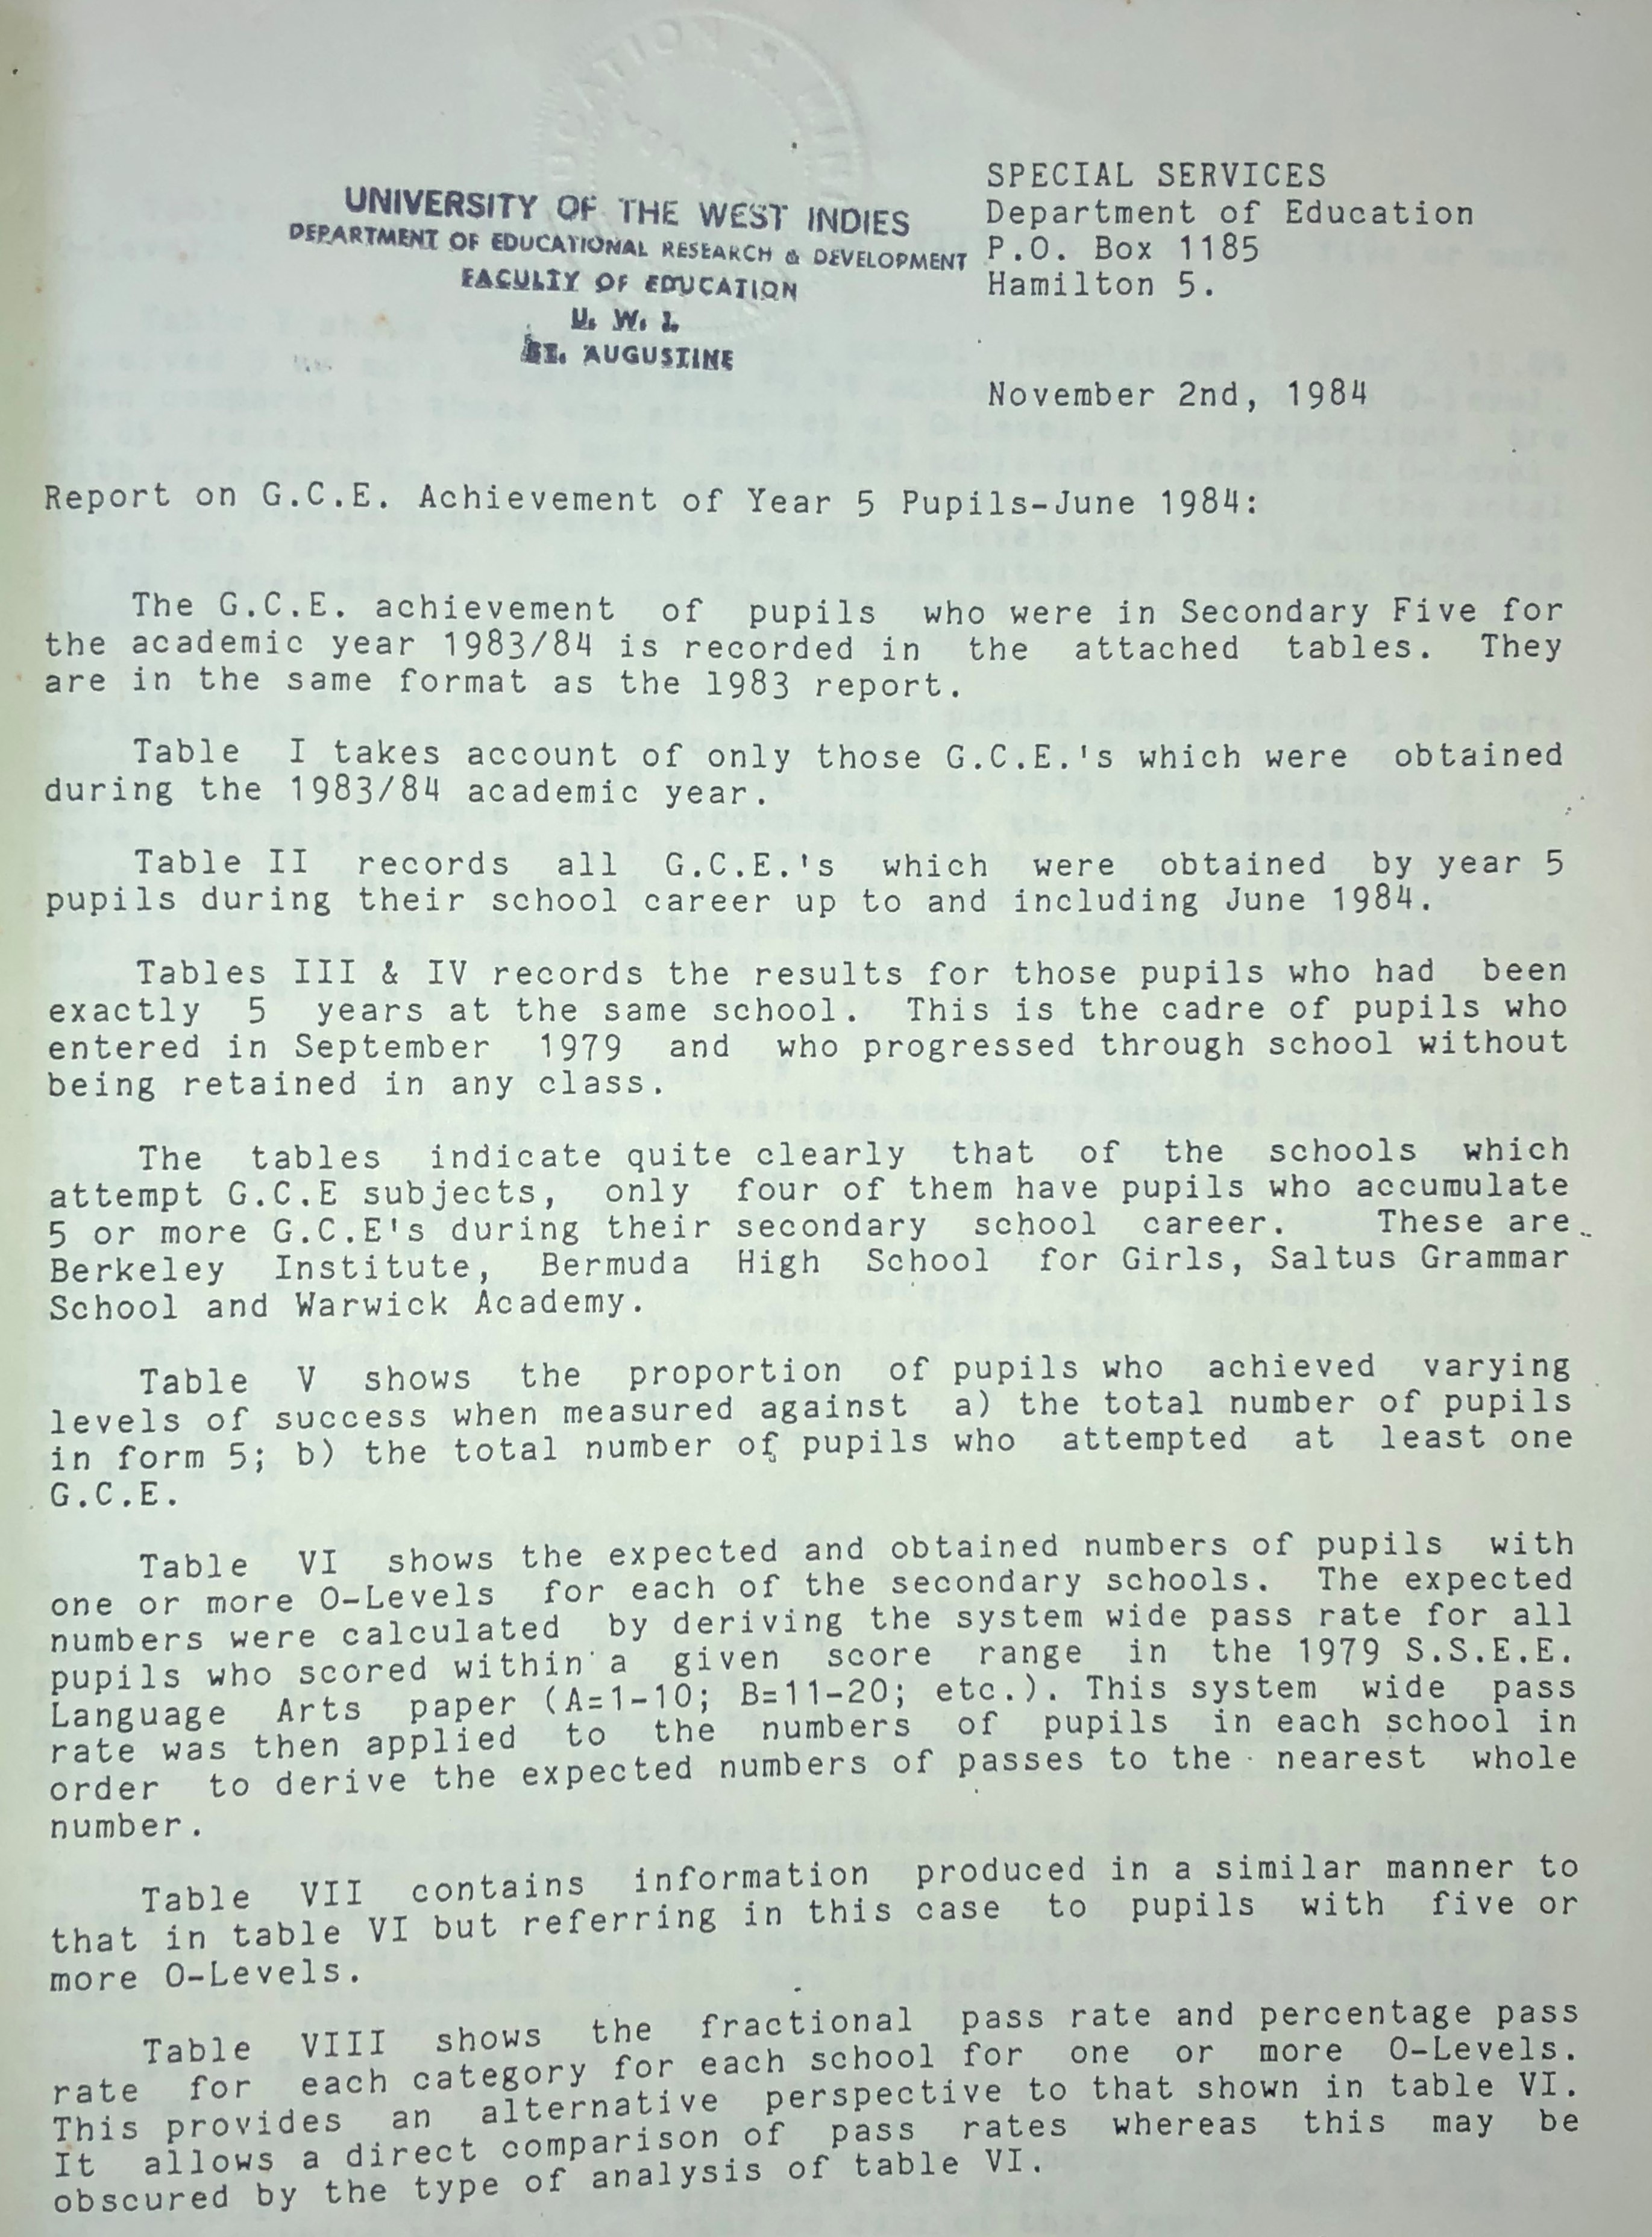 UNIVERSITY OF THE WEST INDIES
DEPARTMENT OF EDUCATIONAL RESEARCH & DEVELOPMENT
FACULTY OF EDUCATION
U. W. I.
ST. AUGUSTINE
SPECIAL SERVICES
Department of Education
P.O. Box 1185
Hamilton 5.
November 2nd, 1984
Report on G.C.E. Achievement of Year 5 Pupils-June 1984:
The G.C.E. achievement of pupils who were in Secondary Five for
the academic year 1983/84 is recorded in the attached tables. They
are in the same format as the 1983 report.
Table I takes account of only those G.C.E.'s which were obtained
during the 1983/84 academic year.
Table II records all G.C.E.'s which were obtained by year 5
pupils during their school career up to and including June 1984.
Tables III & IV records the results for those pupils who had been
exactly 5 years at the same school. This is the cadre of pupils who
entered in September 1979 and who progressed through school without
being retained in any class.
The tables indicate quite clearly that of the schools which
attempt G.C.E subjects, only four of them have pupils who accumulate
5 or more G.C.E's during their secondary school career. These are
Berkeley Institute, Bermuda High School for Girls, Saltus Grammar
School and Warwick Academy.
Table V shows the proportion of pupils who achieved varying
levels of success when measured against a) the total number of pupils
in form 5; b) the total number of pupils who attempted at least one
G.C.E.
Table VI shows the expected and obtained numbers of pupils with
one or more O-Levels for each of the secondary schools. The expected
numbers were calculated by deriving the system wide pass rate for all
pupils who scored within a given score range in the 1979 S.S.E.E.
Language Arts paper (A=1-10; B=11-20; etc.). This system wide pass
rate was then applied to the numbers of pupils in each school in
order to derive the expected numbers of passes to the nearest whole
number.
Table VII contains information produced in a similar manner to
that in table VI but referring in this case to pupils with five or
more O-Levels.
Table VIII shows the fractional pass rate and percentage pass
rate for each category for each school for one or more O-Levels.
This provides an alternative perspective to that shown in table VI.
It allows a direct comparison of pass rates whereas this may be
obscured by the type of analysis of table VI.